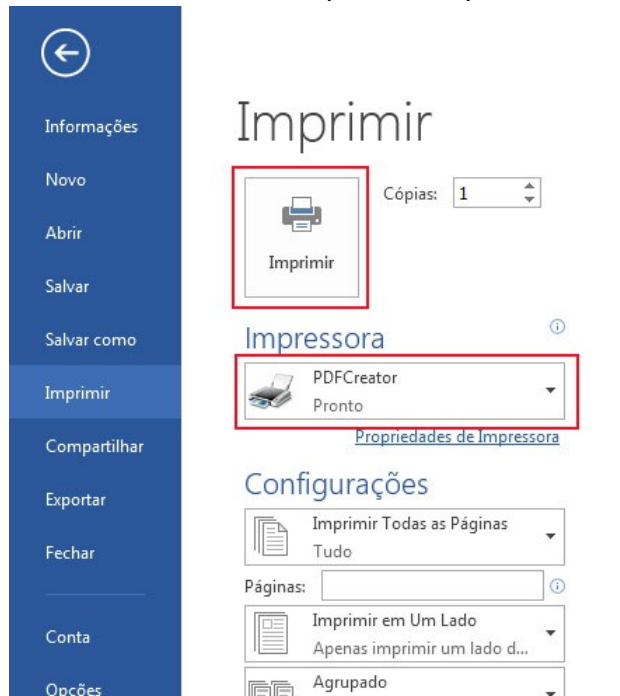 Informações
Novo
Abrir
Salvar
Salvar como
Imprimir
Compartilhar
Exportar
Fechar
Conta
Opções
Imprimir
Cópias: 1
Imprimir
Impressora
PDFCreator
Pronto
Propriedades de Impressora
Configurações
Imprimir Todas as Páginas
Tudo
Páginas:
Imprimir em Um Lado
Apenas imprimir um lado d...
Agrupado